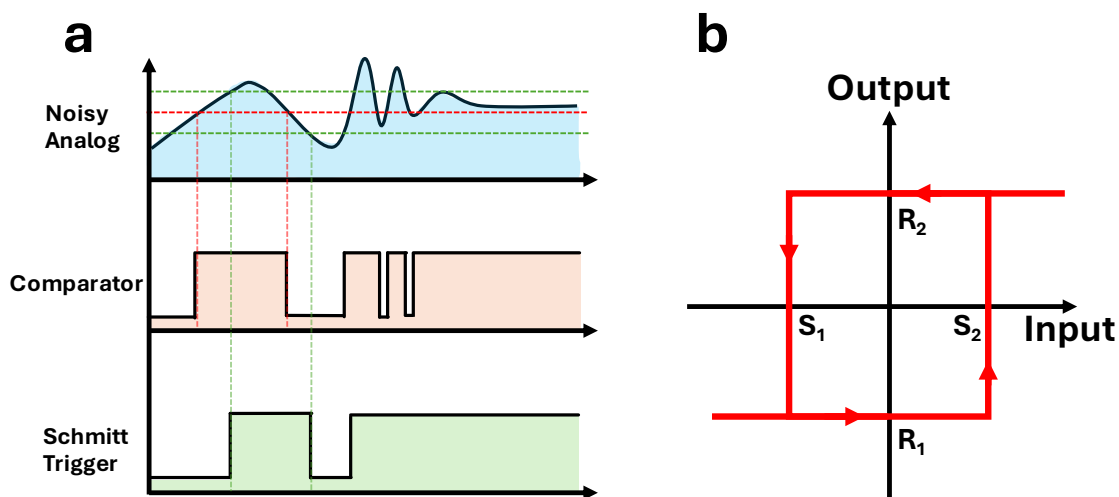 a
Noisy
Analog
Comparator
Schmitt
Trigger
b
Output
R₂
S₁
S₂
Input
R₁